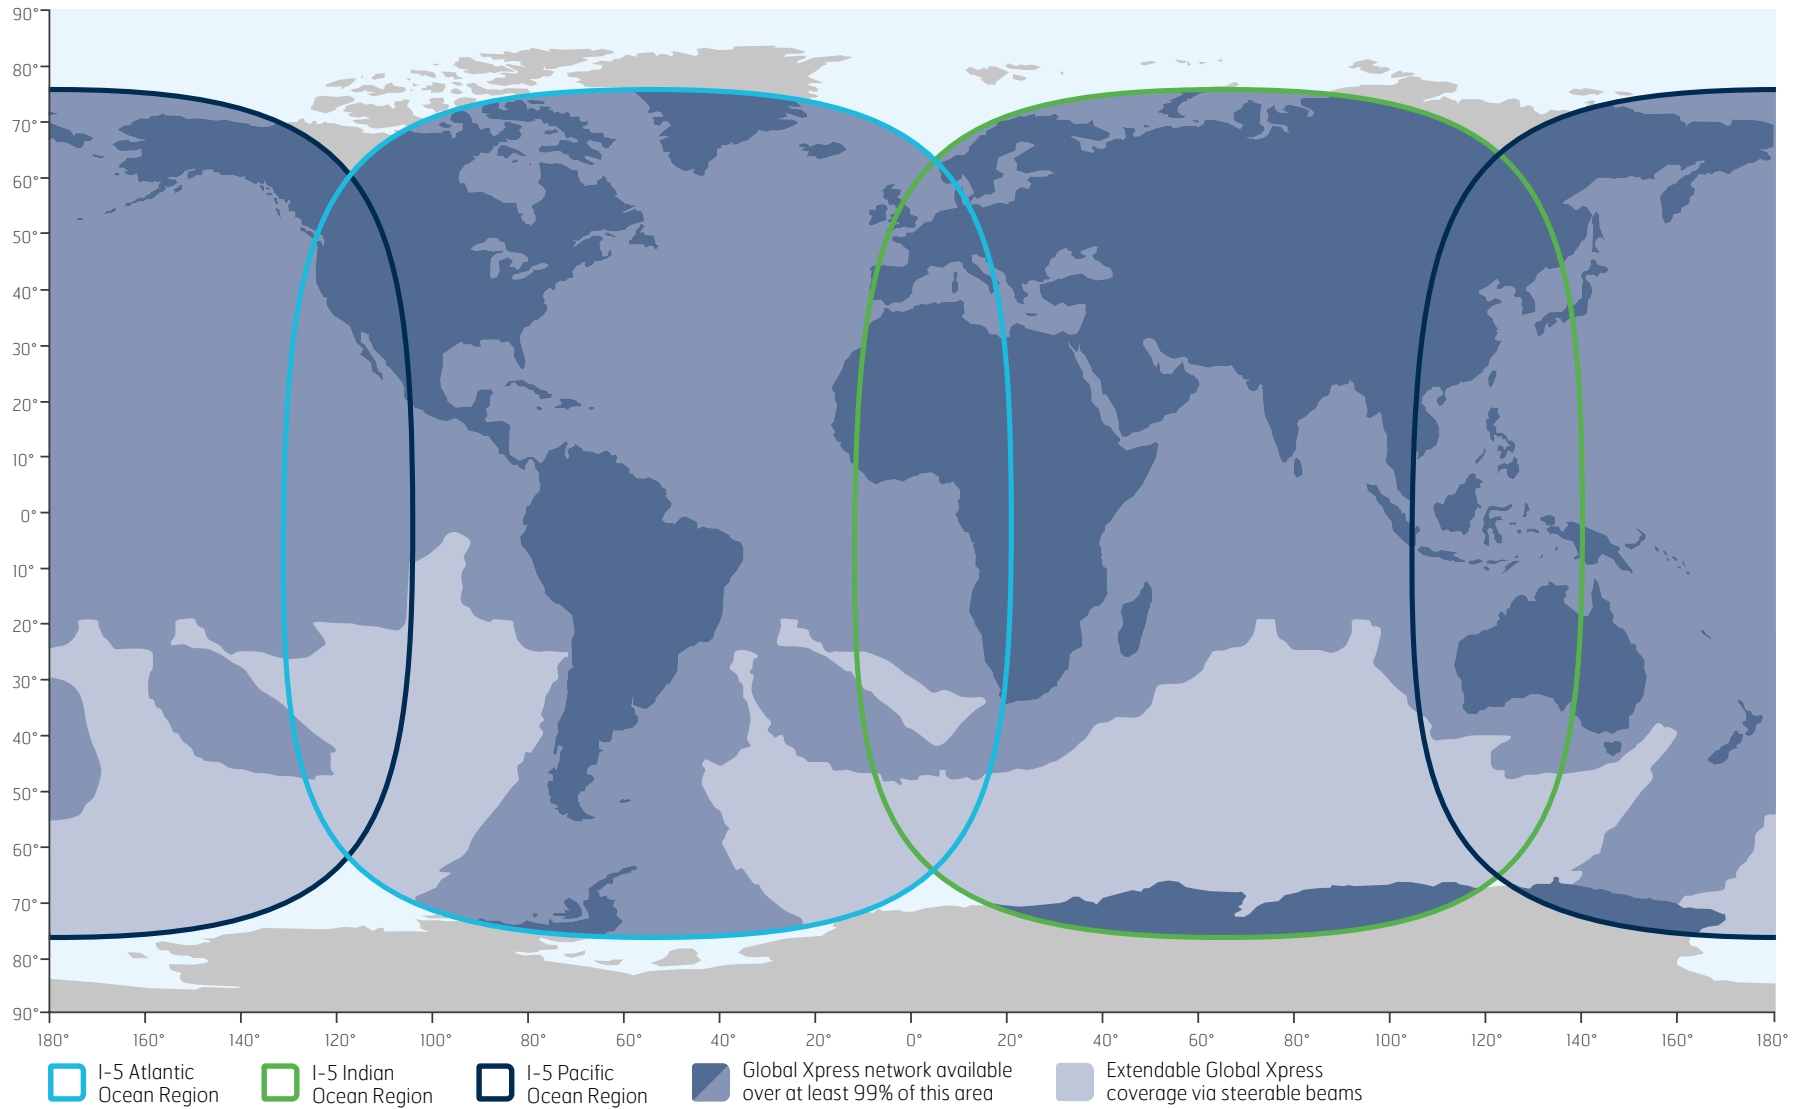 90°
80°
70°
60°
50°
40°
30°
20°
10°
0°
10°
20°
30°
40°
50°
60°
70°
80°
90°
180° 160° 140° 120° 100° 80° 60° 40° 20° 0° 20° 40° 60° 80° 100° 120° 140° 160° 180°
I-5 Atlantic
Ocean Region
I-5 Indian
Ocean Region
I-5 Pacific
Ocean Region
Global Xpress network available
over at least 99% of this area
Extendable Global Xpress
coverage via steerable beams